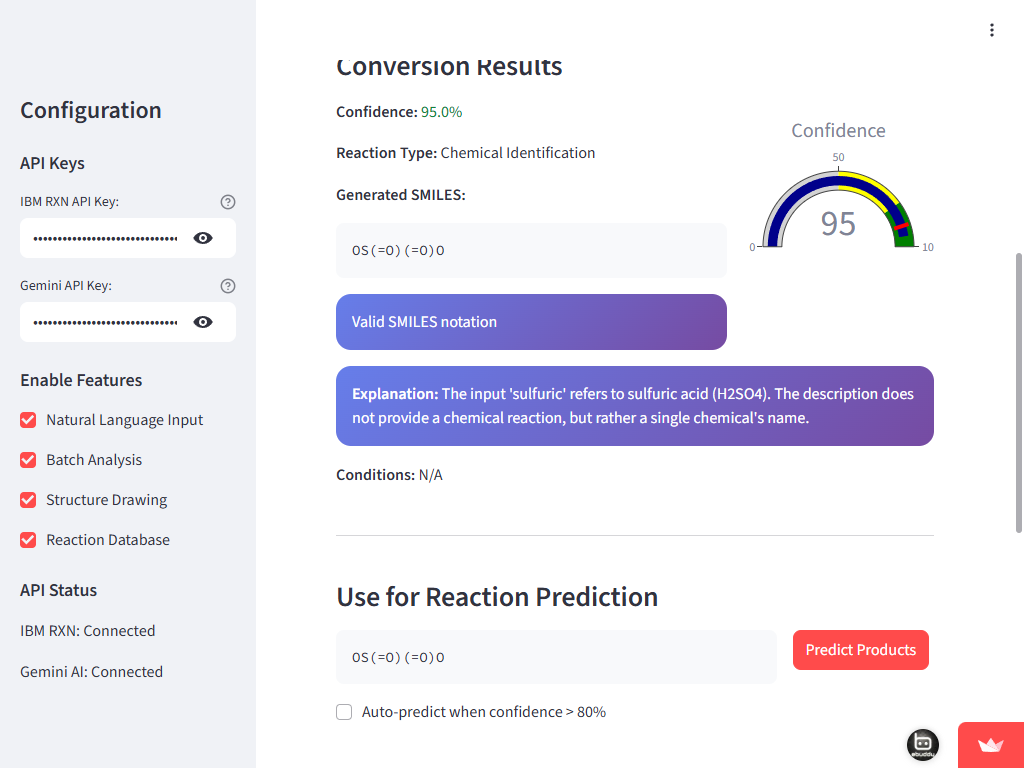 Configuration
API Keys
IBM RXN API Key:
••••••••••••••••••••••••••••••
Gemini API Key:
••••••••••••••••••••••••••••••
Enable Features
Natural Language Input
Batch Analysis
Structure Drawing
Reaction Database
API Status
IBM RXN: Connected
Gemini AI: Connected
Conversion Results
Confidence: 95.0%
Reaction Type: Chemical Identification
Generated SMILES:
OS(=O)(=O)O
Valid SMILES notation
Confidence
50
95
0
10
Explanation: The input 'sulfuric' refers to sulfuric acid (H2SO4). The description does
not provide a chemical reaction, but rather a single chemical's name.
Conditions: N/A
Use for Reaction Prediction
OS(=O)(=O)O
Predict Products
Auto-predict when confidence > 80%